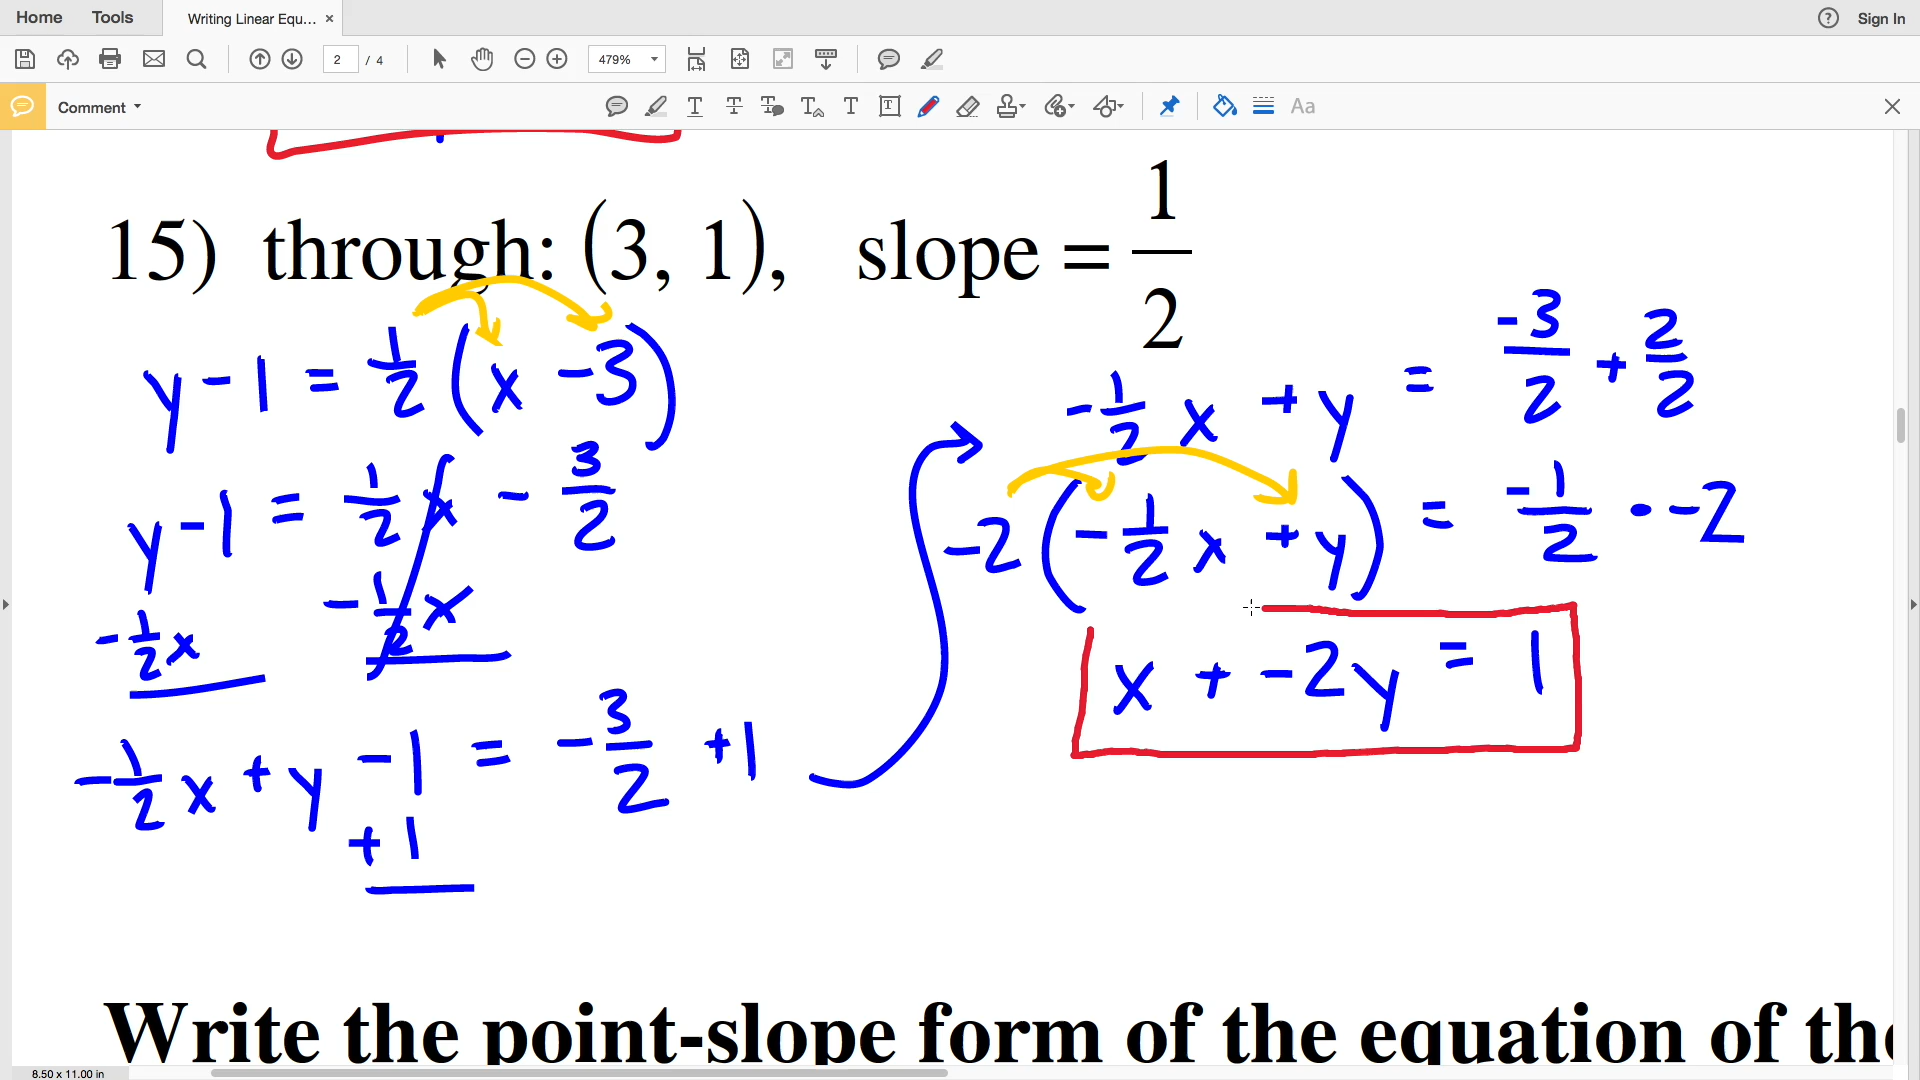 Home Tools Writing Linear Equ... × ? Sign In
2 / 4 479%
Comment Aa
15) through: (3, 1), slope = 1/2
y - 1 = 1/2 (x - 3)
y - 1 = 1/2 x - 3/2
- 1/2 x - 1/2 x
- 1/2 x + y - 1 = - 3/2 + 1
+ 1
- 1/2 x + y = -3/2 + 2/2
-2 (- 1/2 x + y) = -1/2 • -2
x + -2y = 1
Write the point-slope form of the equation of the
8.50 x 11.00 in